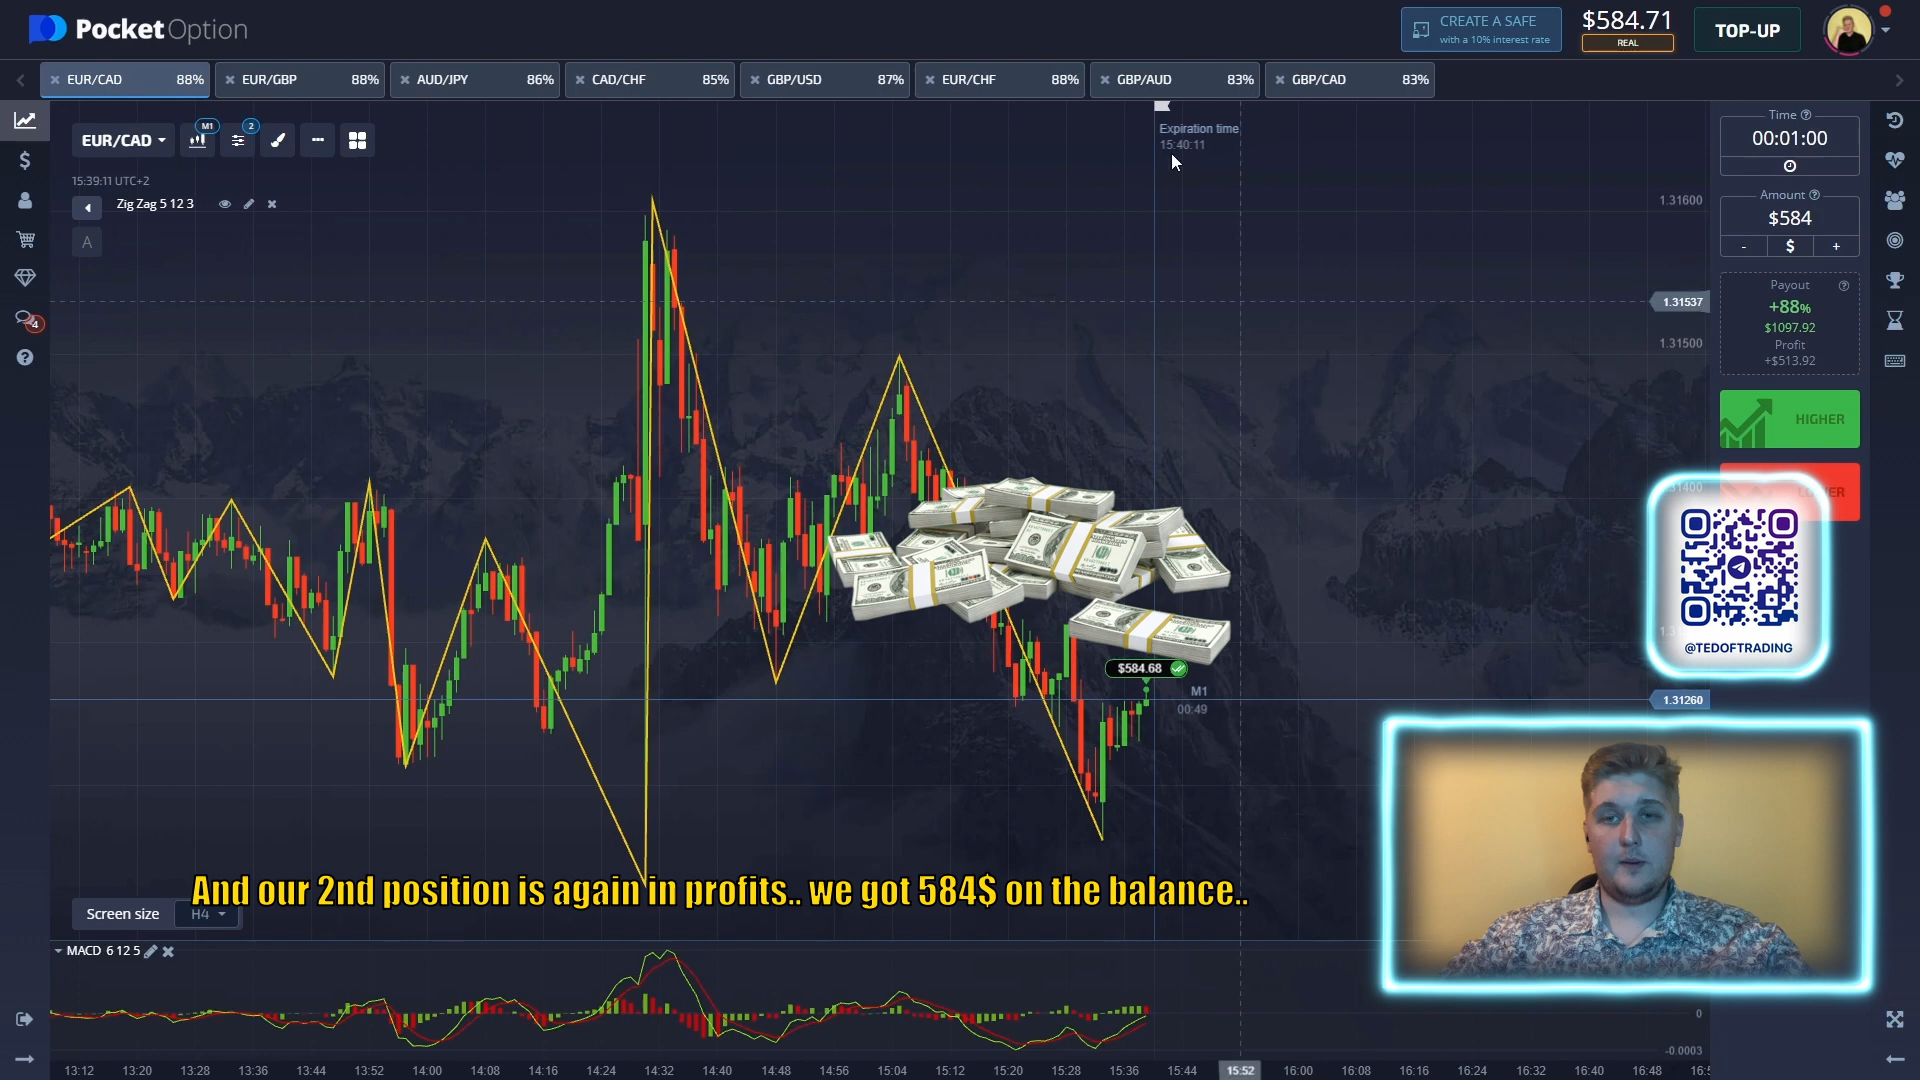 PocketOption
CREATE A SAFE
with a 10% interest rate
$584.71
REAL
TOP-UP
EUR/CAD 88%
EUR/GBP 88%
AUD/JPY 86%
CAD/CHF 85%
GBP/USD 87%
EUR/CHF 88%
GBP/AUD 83%
GBP/CAD 83%
EUR/CAD
M1
2
15:39:11 UTC+2
Zig Zag 5 12 3
A
4
Expiration time
15:40:11
1.31600
1.31537
1.31500
1.31260
Time
00:01:00
Amount
$584
- $ +
Payout
+88%
$1097.92
Profit
+$513.92
HIGHER
@TEDOFTRADING
$584.68
M1
00:49
And our 2nd position is again in profits.. we got 584$ on the balance..
Screen size
H4
MACD 6 12 5
0
-0.0003
13:12 13:20 13:28 13:36 13:44 13:52 14:00 14:08 14:16 14:24 14:32 14:40 14:48 14:56 15:04 15:12 15:20 15:28 15:36 15:44 15:52 16:00 16:08 16:16 16:24 16:32 16:40 16:48